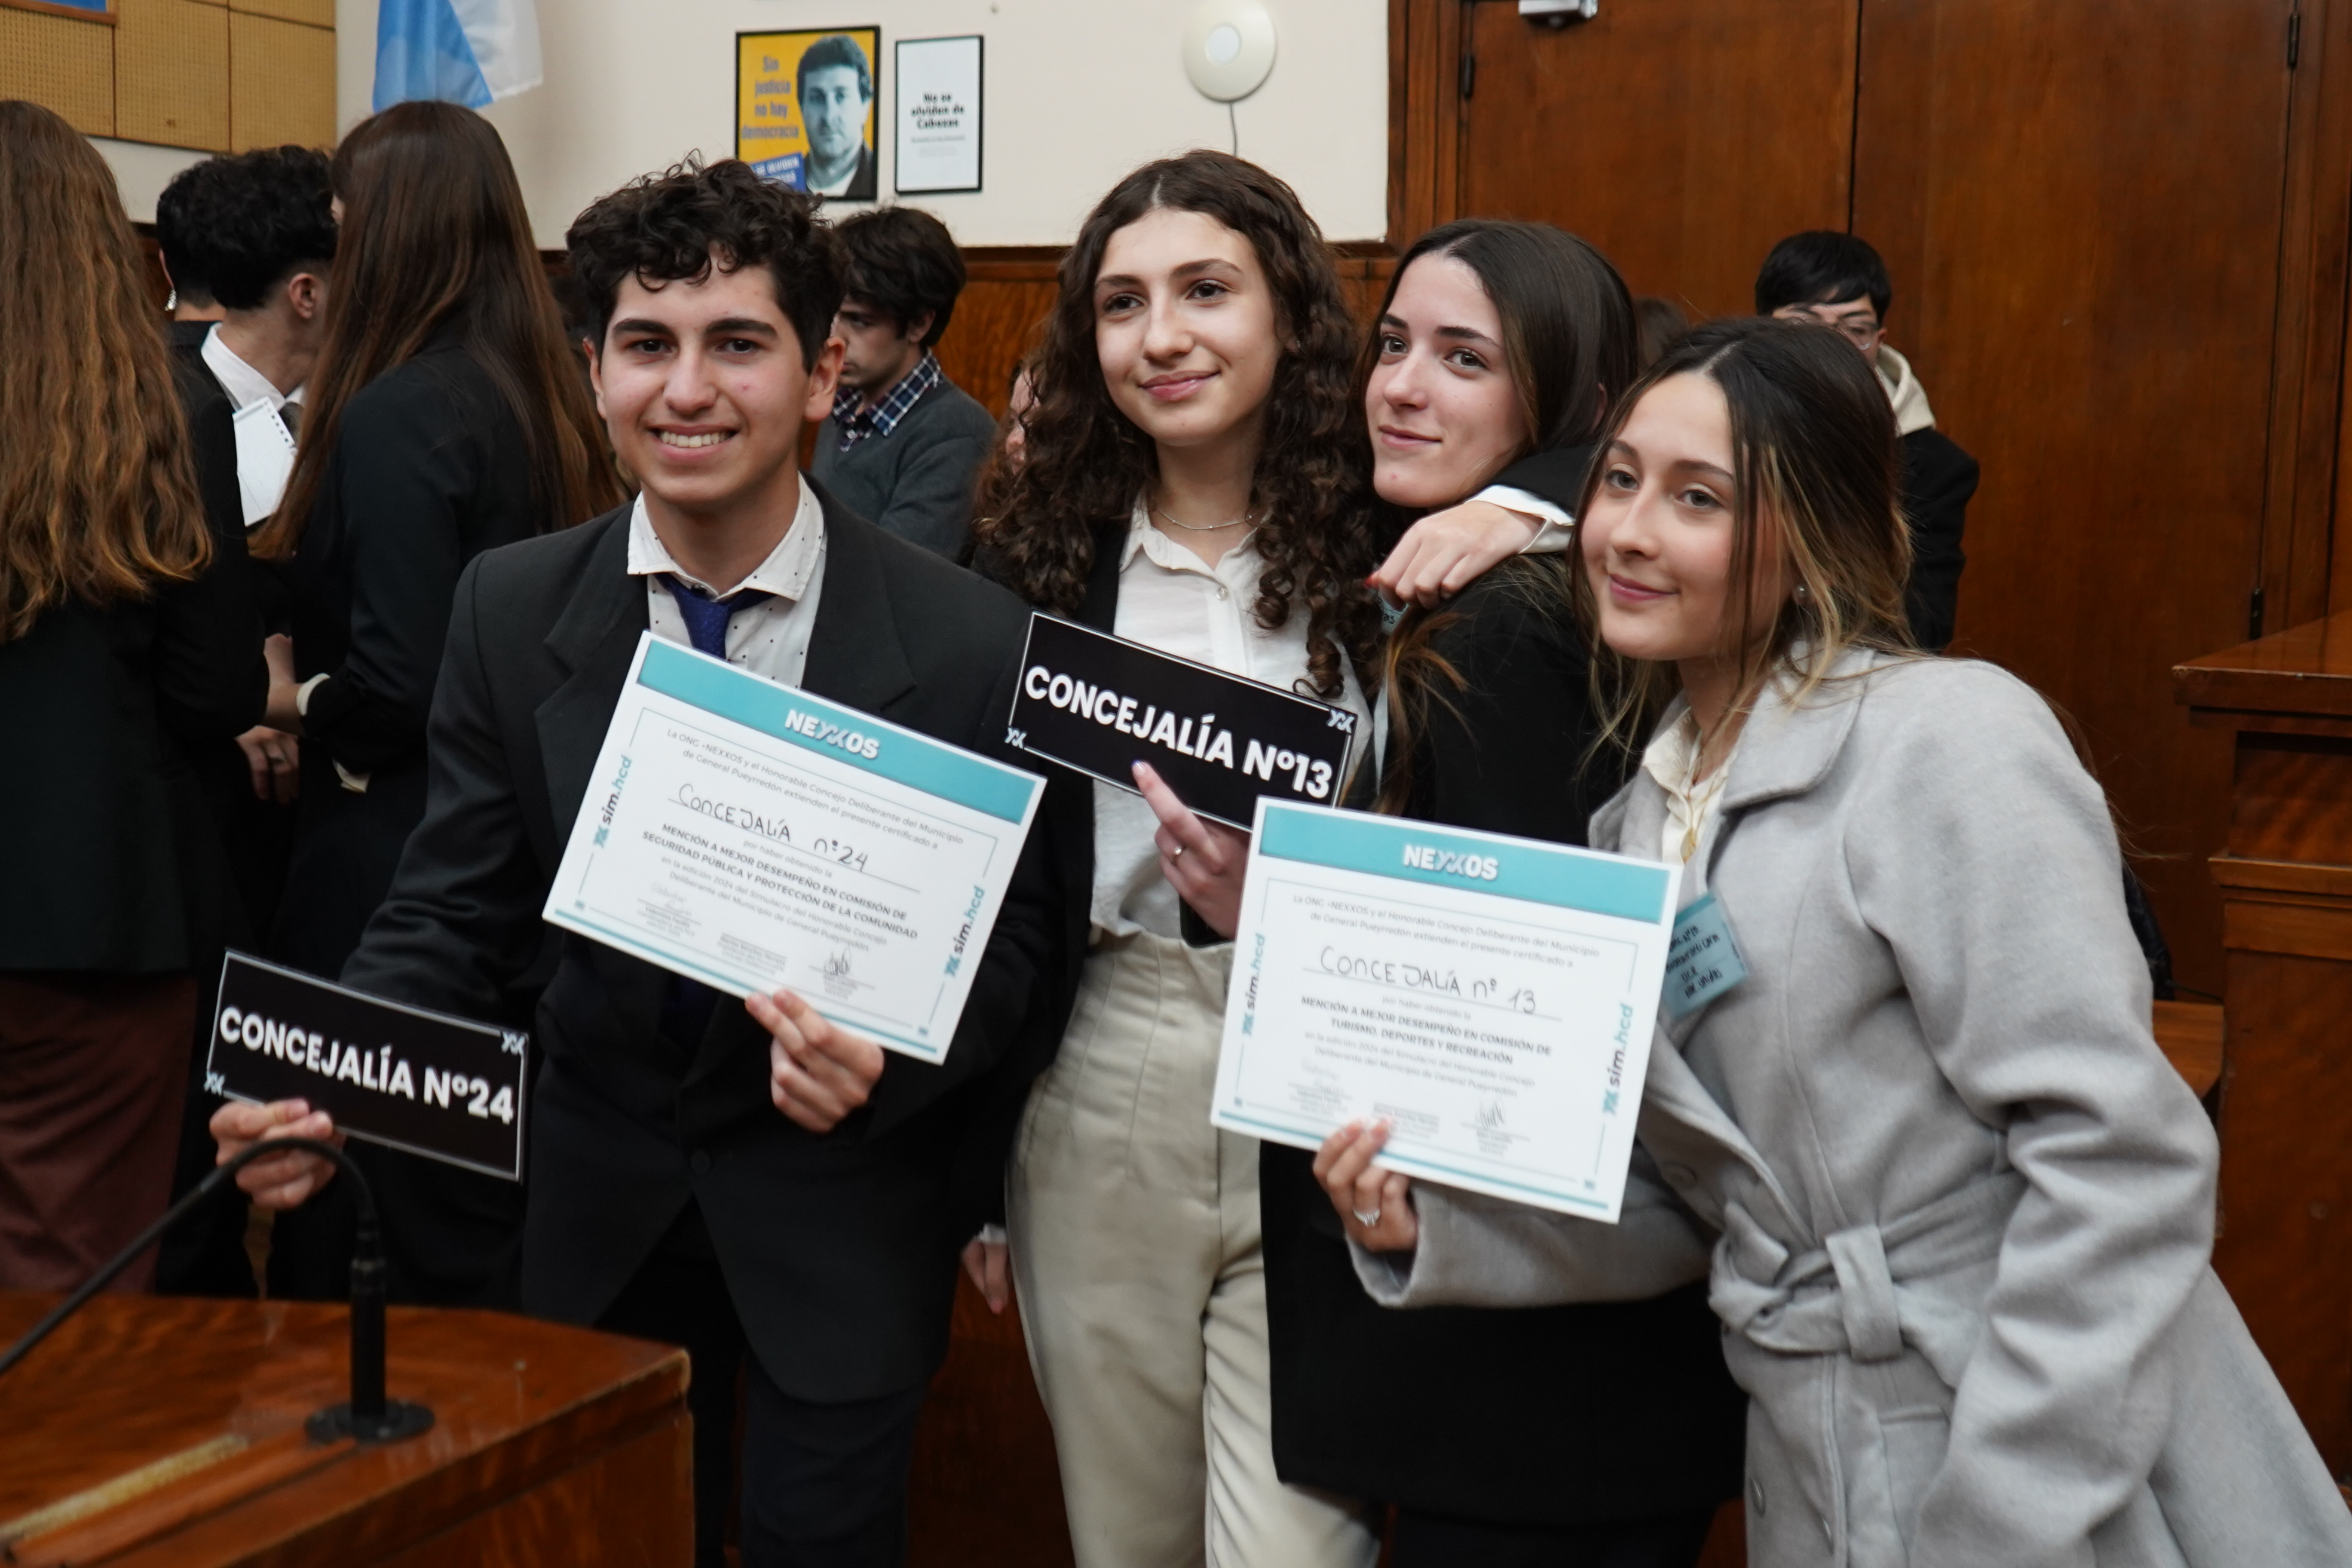 Sin
justicia
no hay
democracia
No se
olviden de
Cabezas
NEXXOS
La ONG +NEXXOS y el Honorable Concejo Deliberante del Municipio
de General Pueyrredón extienden el presente certificado a
CONCEJALÍA nº24
por haber obtenido la
MENCIÓN A MEJOR DESEMPEÑO EN COMISIÓN DE
SEGURIDAD PÚBLICA Y PROTECCIÓN DE LA COMUNIDAD
en la edición 2024 del Simulacro del Honorable Concejo
Deliberante del Municipio de General Pueyrredón.
sim.hcd
sim.hcd
CONCEJALÍA Nº24
CONCEJALÍA Nº13
NEXXOS
La ONG +NEXXOS y el Honorable Concejo Deliberante del Municipio
de General Pueyrredón extienden el presente certificado a
CONCEJALÍA nº 13
por haber obtenido la
MENCIÓN A MEJOR DESEMPEÑO EN COMISIÓN DE
TURISMO, DEPORTES Y RECREACIÓN
en la edición 2024 del Simulacro del Honorable Concejo
Deliberante del Municipio de General Pueyrredón.
sim.hcd
sim.hcd